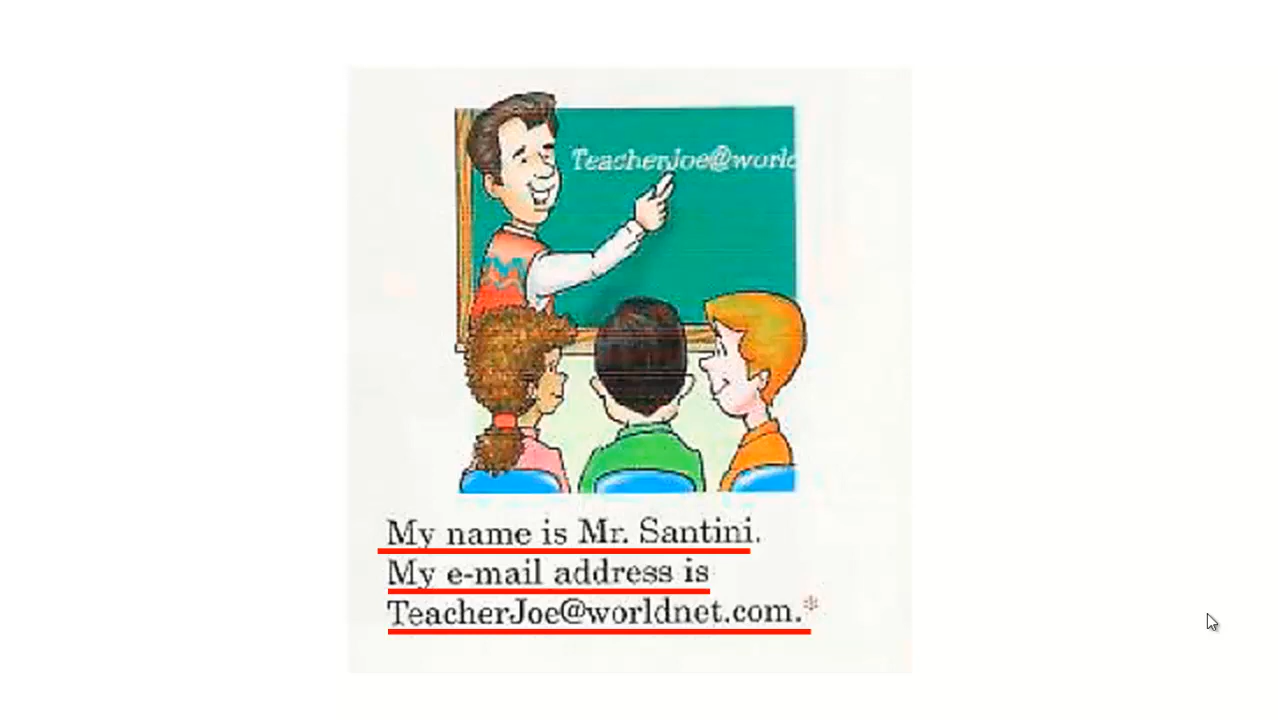 TeacherJoe@world
My name is Mr. Santini.
My e-mail address is
TeacherJoe@worldnet.com.*